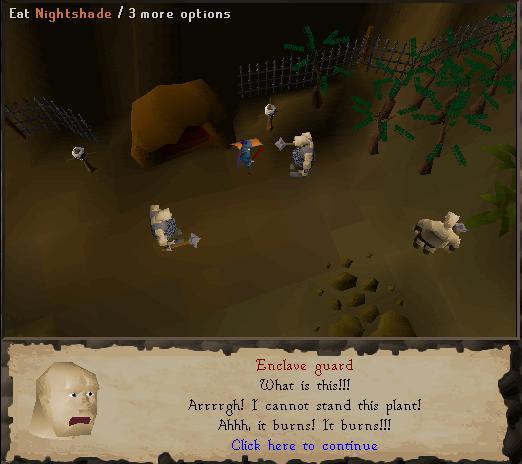 Eat Nightshade / 3 more options
Enclave guard
What is this!!!
Arrrrgh! I cannot stand this plant!
Ahhh, it burns! It burns!!!
Click here to continue